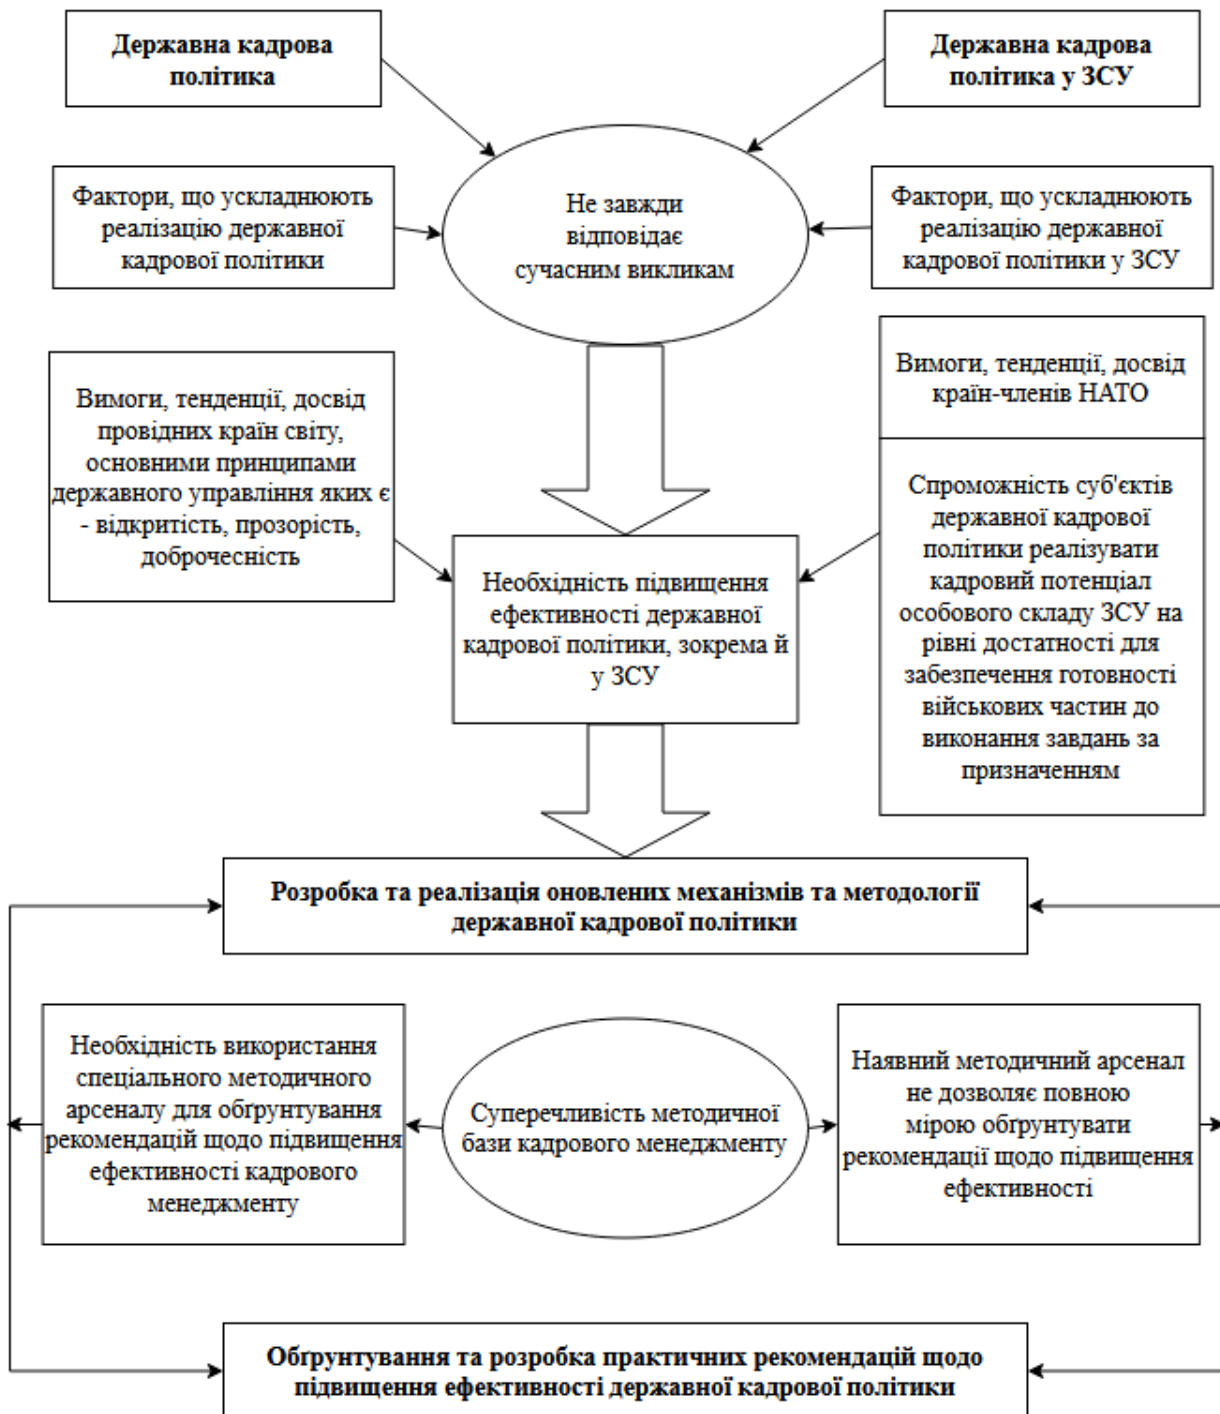 Державна кадрова
політика
Державна кадрова
політика у ЗСУ
Фактори, що ускладнюють
реалізацію державної
кадрової політики
Не завжди
відповідає
сучасним викликам
Фактори, що ускладнюють
реалізацію державної
кадрової політики у ЗСУ
Вимоги, тенденції, досвід
провідних країн світу,
основними принципами
державного управління яких є
- відкритість, прозорість,
доброчесність
Вимоги, тенденції, досвід
країн-членів НАТО
Необхідність підвищення
ефективності державної
кадрової політики, зокрема й
у ЗСУ
Спроможність суб'єктів
державної кадрової
політики реалізувати
кадровий потенціал
особового складу ЗСУ на
рівні достатності для
забезпечення готовності
військових частин до
виконання завдань за
призначенням
Розробка та реалізація оновлених механізмів та методології
державної кадрової політики
Необхідність використання
спеціального методичного
арсеналу для обґрунтування
рекомендацій щодо підвищення
ефективності кадрового
менеджменту
Суперечливість методичної
бази кадрового менеджменту
Наявний методичний арсенал
не дозволяє повною
мірою обґрунтувати
рекомендації щодо підвищення
ефективності
Обґрунтування та розробка практичних рекомендацій щодо
підвищення ефективності державної кадрової політики